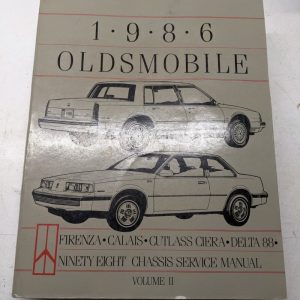 1·9·8·6
OLDSMOBILE
FIRENZA·CALAIS·CUTLASS CIERA·DELTA 88·
NINETY EIGHT CHASSIS SERVICE MANUAL
VOLUME II